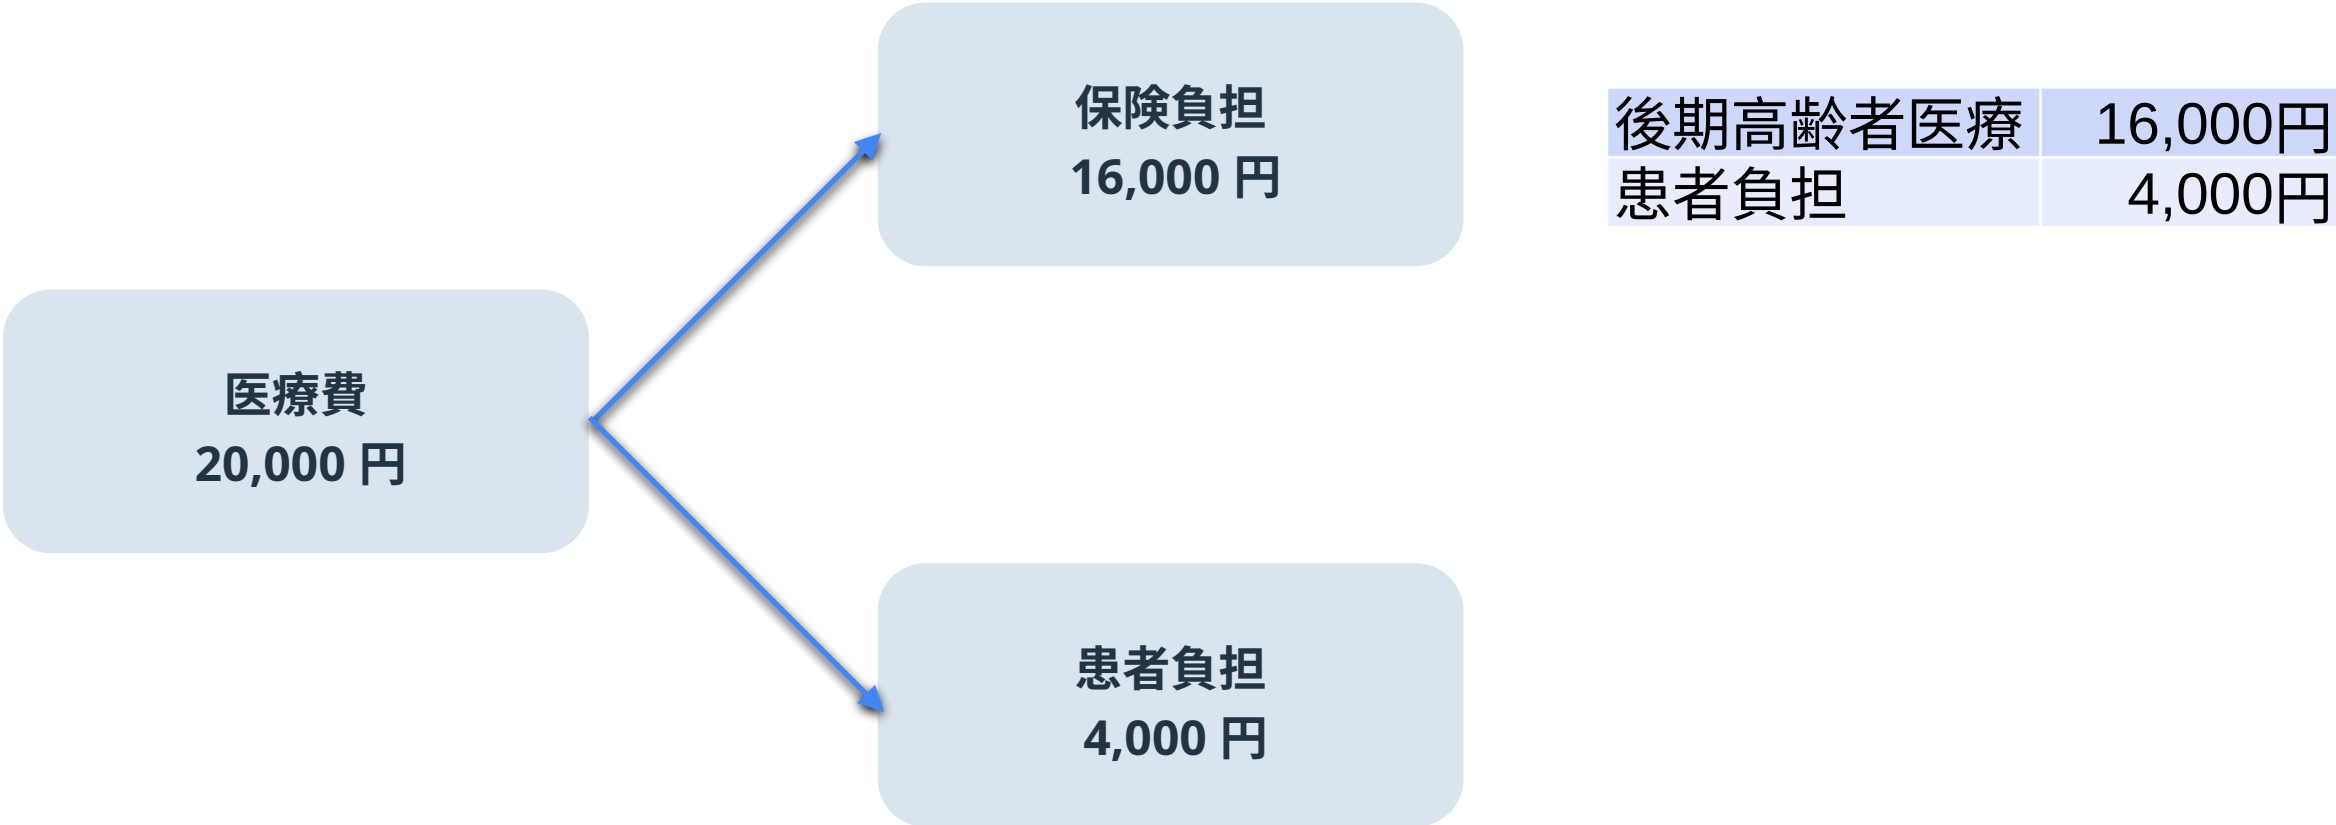 保険負担
16,000 円
後期高齢者医療 16,000円
患者負担 4,000円
医療費
20,000 円
患者負担
4,000 円